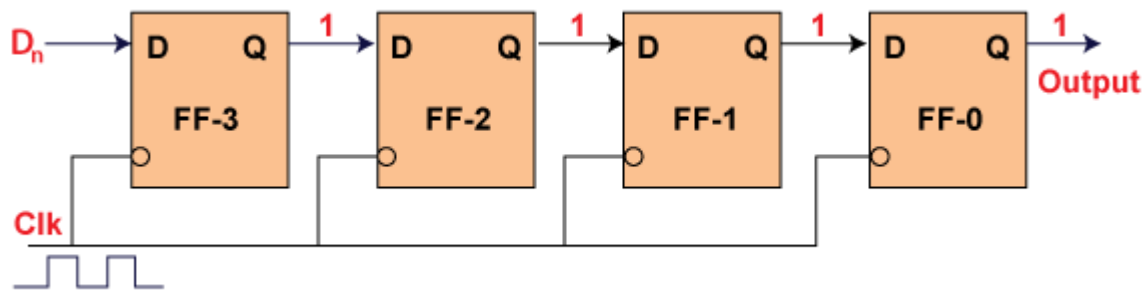 1 1 1 1
Dn D Q D Q D Q D Q
Output
FF-3 FF-2 FF-1 FF-0
Clk